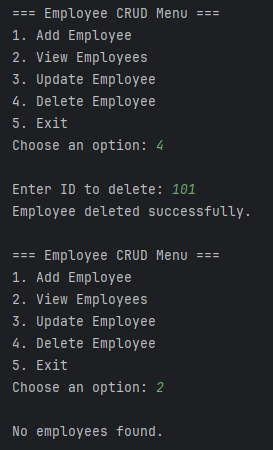 === Employee CRUD Menu ===
1. Add Employee
2. View Employees
3. Update Employee
4. Delete Employee
5. Exit
Choose an option: 4

Enter ID to delete: 101
Employee deleted successfully.

=== Employee CRUD Menu ===
1. Add Employee
2. View Employees
3. Update Employee
4. Delete Employee
5. Exit
Choose an option: 2

No employees found.